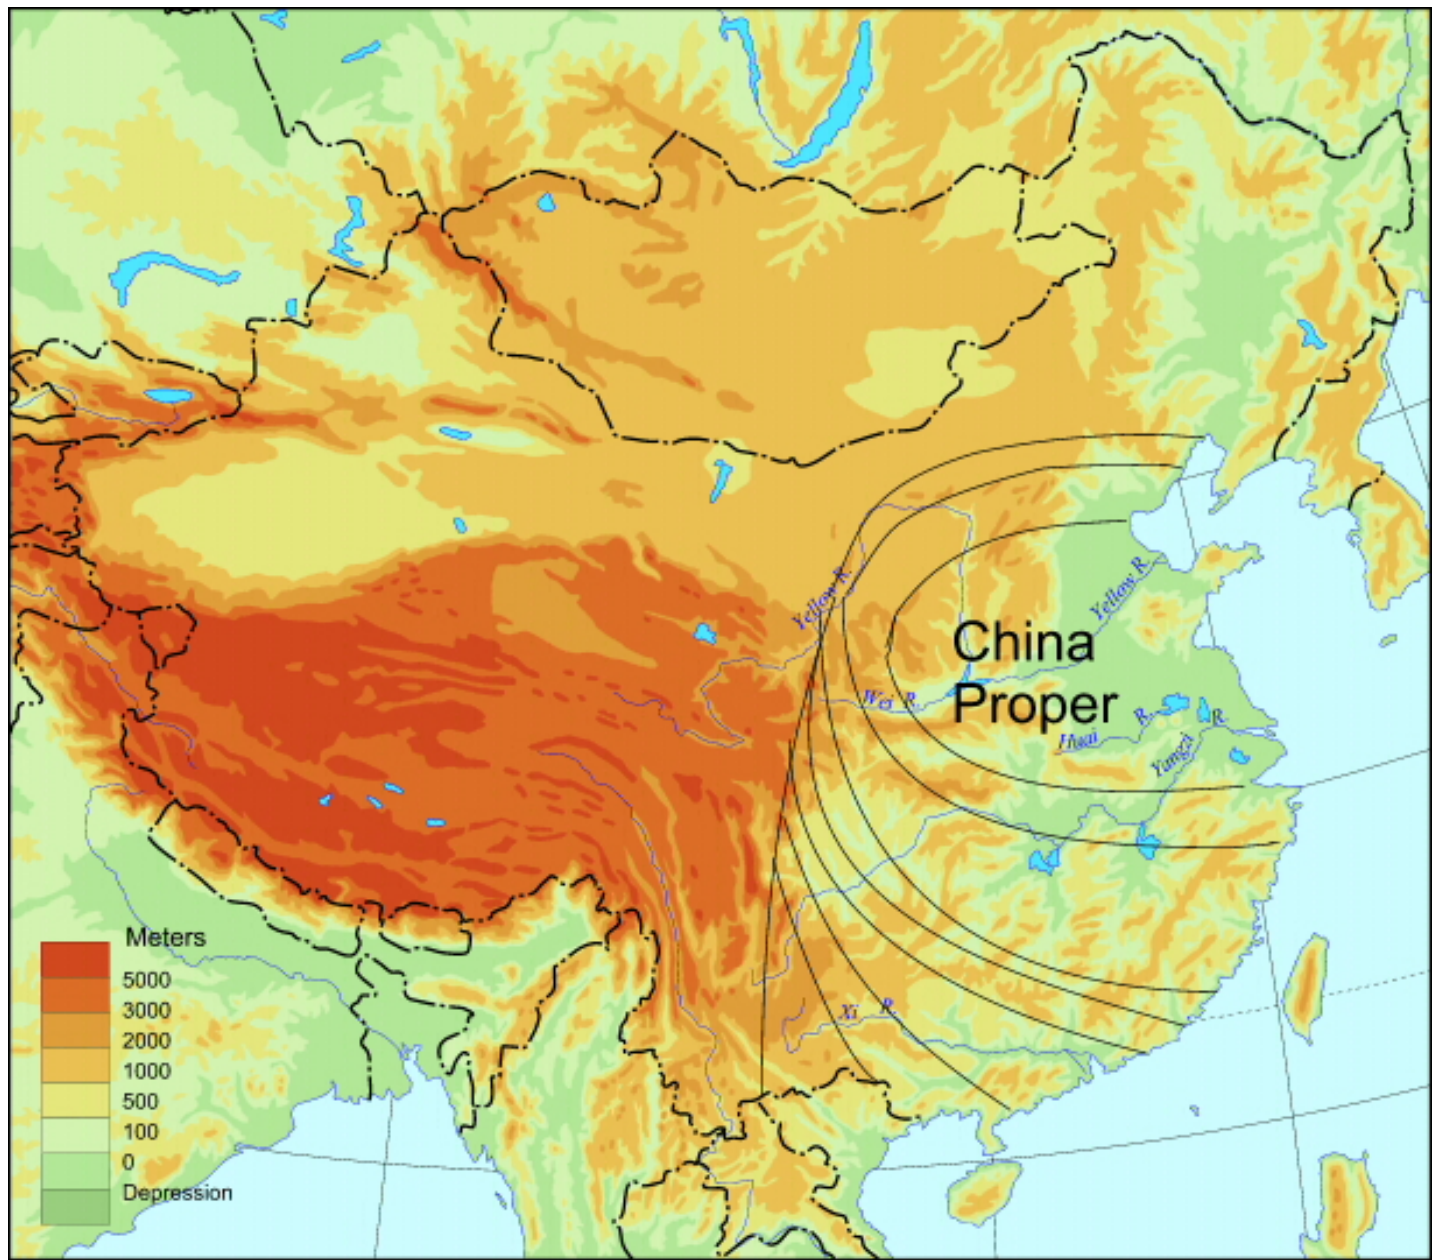 Yellow R.
Yellow R.
China
Proper
Wei R.
Huai R.
Yangzi R.
Xi R.
Meters
5000
3000
2000
1000
500
100
0
Depression